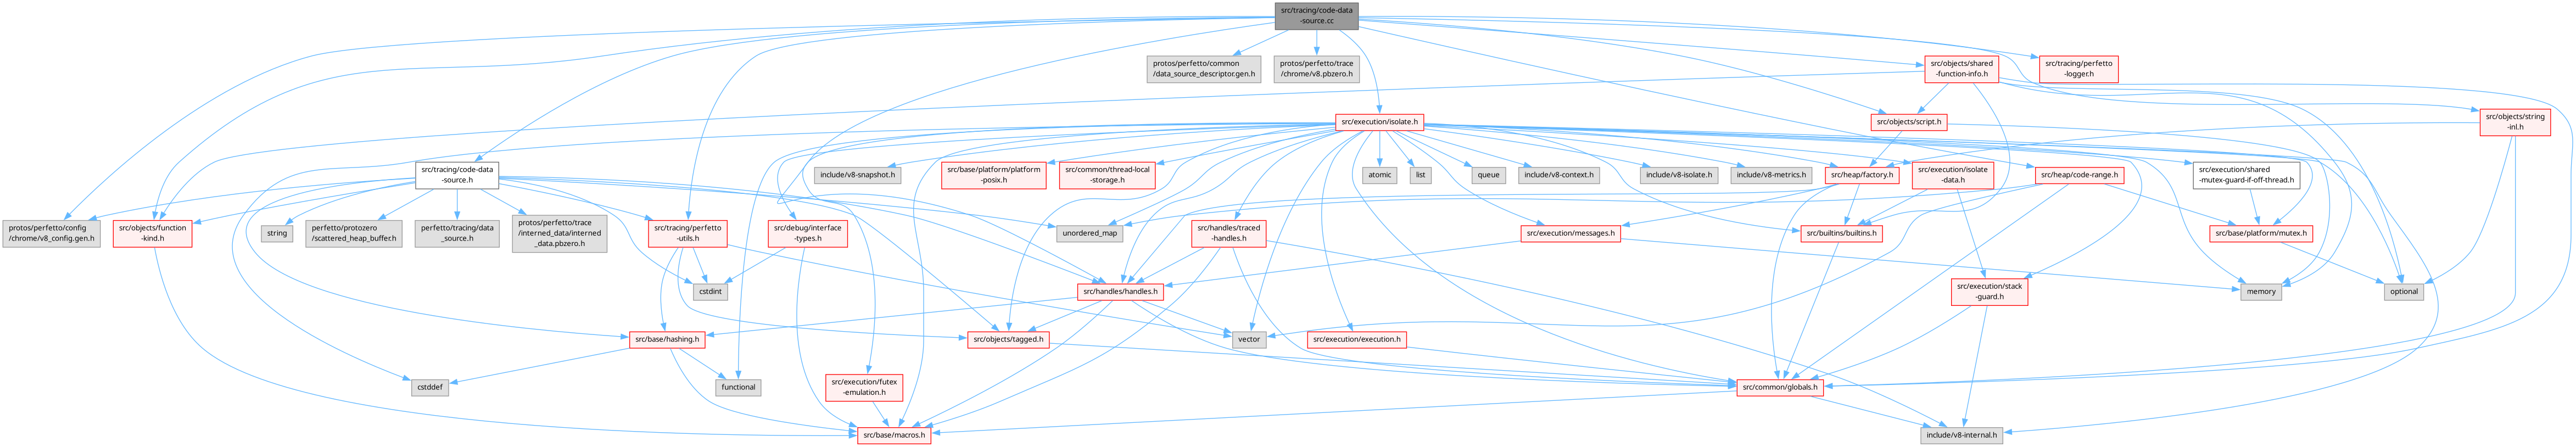 src/tracing/code-data
-source.cc
protos/perfetto/common
/data_source_descriptor.gen.h
protos/perfetto/trace
/chrome/v8.pbzero.h
src/objects/shared
-function-info.h
src/tracing/perfetto
-logger.h
src/execution/isolate.h
src/objects/script.h
src/objects/string
-inl.h
src/tracing/code-data
-source.h
include/v8-snapshot.h
src/base/platform/platform
-posix.h
src/common/thread-local
-storage.h
atomic
list
queue
include/v8-context.h
include/v8-isolate.h
include/v8-metrics.h
src/heap/factory.h
src/execution/isolate
-data.h
src/heap/code-range.h
src/execution/shared
-mutex-guard-if-off-thread.h
protos/perfetto/config
/chrome/v8_config.gen.h
src/objects/function
-kind.h
string
perfetto/protozero
/scattered_heap_buffer.h
perfetto/tracing/data
_source.h
protos/perfetto/trace
/interned_data/interned
_data.pbzero.h
src/tracing/perfetto
-utils.h
src/debug/interface
-types.h
unordered_map
src/handles/traced
-handles.h
src/execution/messages.h
src/builtins/builtins.h
src/base/platform/mutex.h
cstdint
src/handles/handles.h
src/execution/stack
-guard.h
memory
optional
src/base/hashing.h
src/objects/tagged.h
vector
src/execution/execution.h
cstddef
functional
src/execution/futex
-emulation.h
src/common/globals.h
src/base/macros.h
include/v8-internal.h